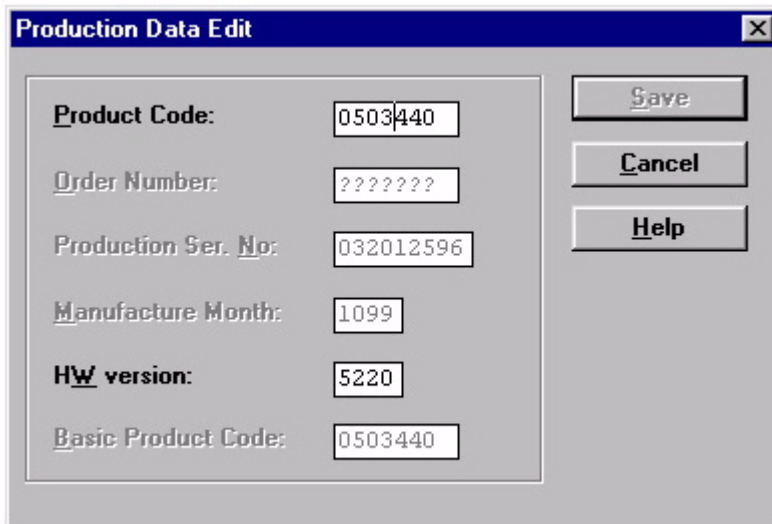 Production Data Edit
Product Code: 0503440
Save
Order Number: ???????
Cancel
Production Ser. No: 032012596
Help
Manufacture Month: 1099
HW version: 5220
Basic Product Code: 0503440